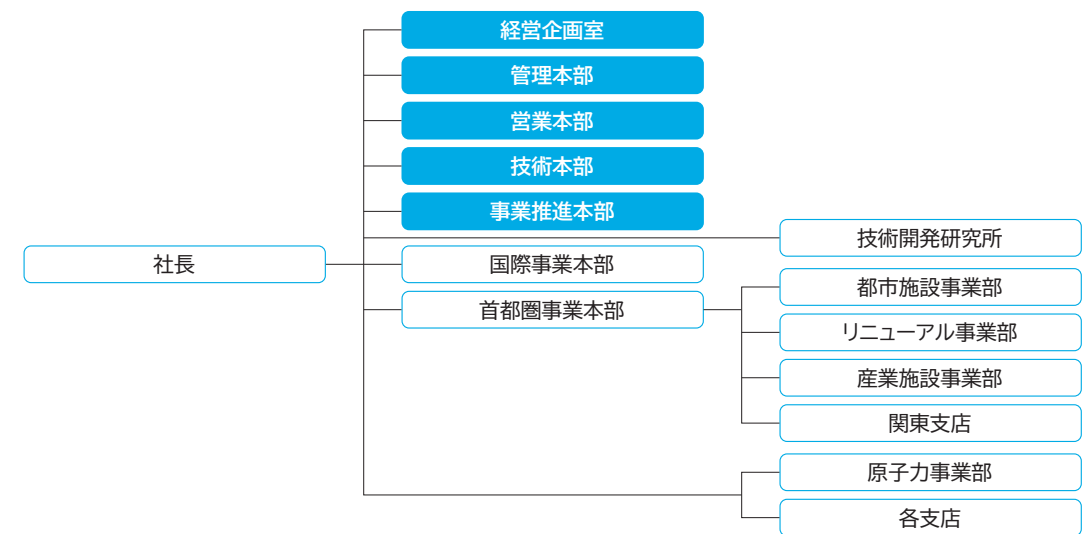 経営企画室
管理本部
営業本部
技術本部
事業推進本部
技術開発研究所
社長
国際事業本部
都市施設事業部
首都圏事業本部
リニューアル事業部
産業施設事業部
関東支店
原子力事業部
各支店